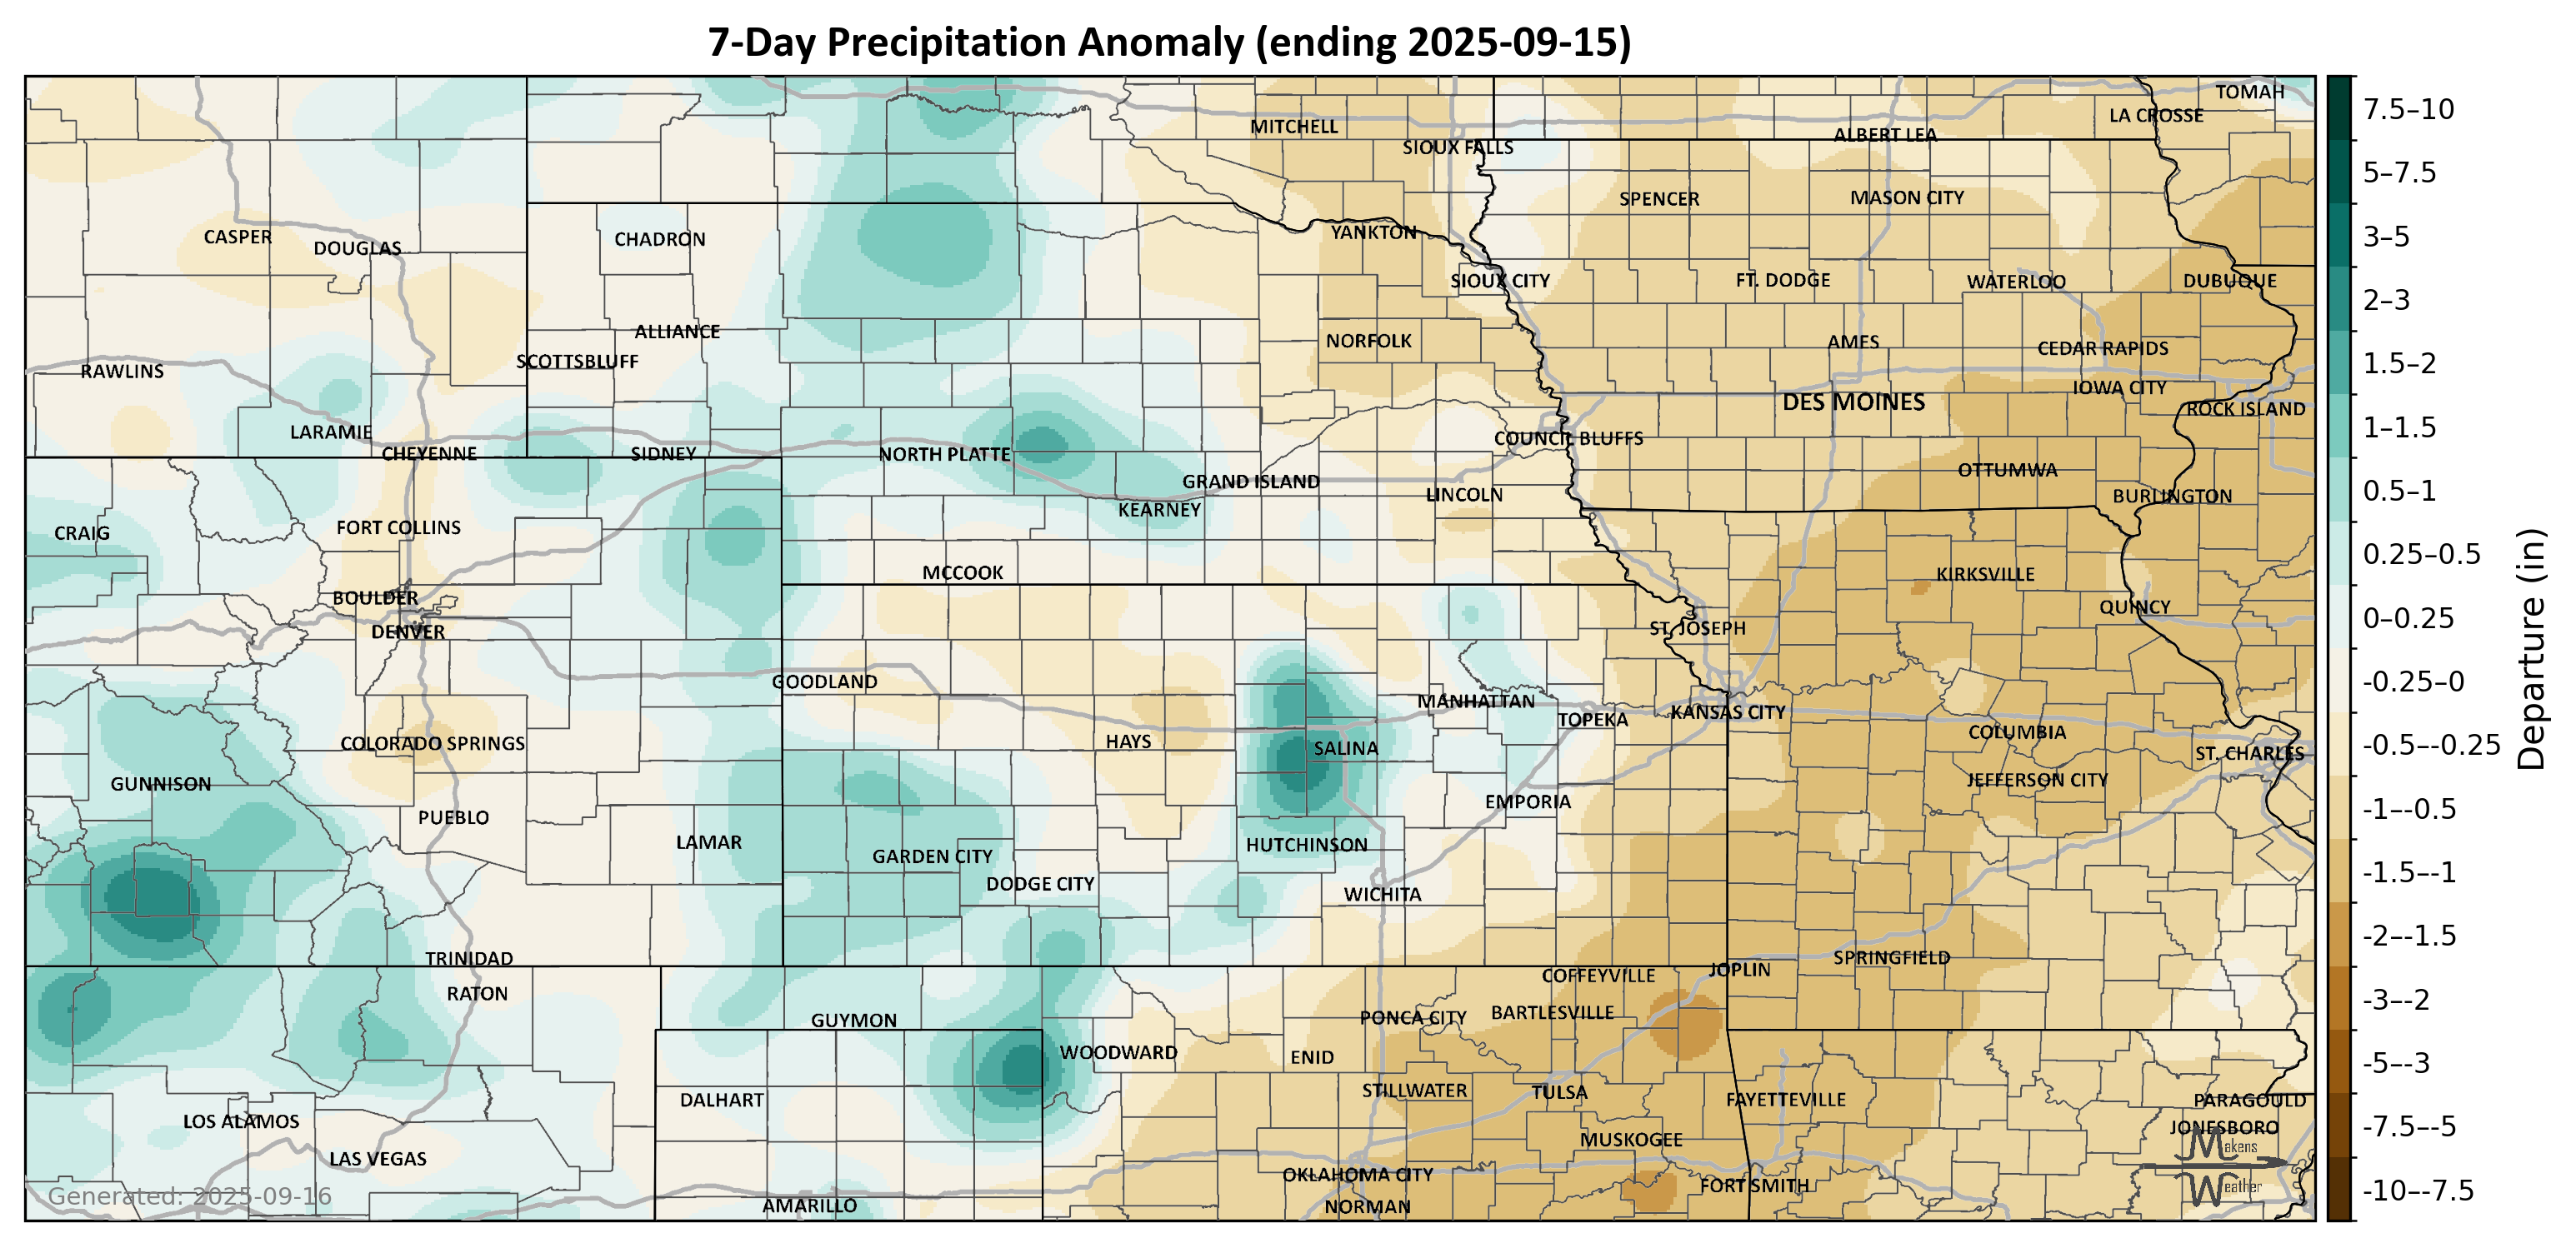 7-Day Precipitation Anomaly (ending 2025-09-15)
TOMAH
LA CROSSE
MITCHELL
ALBERT LEA
SIOUX FALLS
SPENCER
MASON CITY
CASPER
DOUGLAS
CHADRON
YANKTON
SIOUX CITY
FT. DODGE
WATERLOO
DUBUQUE
ALLIANCE
NORFOLK
AMES
CEDAR RAPIDS
SCOTTSBLUFF
RAWLINS
IOWA CITY
DES MOINES
ROCK ISLAND
LARAMIE
COUNCIL BLUFFS
CHEYENNE
SIDNEY
NORTH PLATTE
OTTUMWA
GRAND ISLAND
LINCOLN
BURLINGTON
KEARNEY
CRAIG
FORT COLLINS
MCCOOK
KIRKSVILLE
BOULDER
QUINCY
DENVER
ST. JOSEPH
GOODLAND
MANHATTAN
KANSAS CITY
TOPEKA
COLUMBIA
COLORADO SPRINGS
HAYS
SALINA
ST. CHARLES
GUNNISON
JEFFERSON CITY
EMPORIA
PUEBLO
LAMAR
HUTCHINSON
GARDEN CITY
DODGE CITY
WICHITA
TRINIDAD
SPRINGFIELD
JOPLIN
COFFEYVILLE
RATON
BARTLESVILLE
PONCA CITY
GUYMON
WOODWARD
ENID
STILLWATER
TULSA
DALHART
FAYETTEVILLE
PARAGOULD
LOS ALAMOS
JONESBORO
MUSKOGEE
LAS VEGAS
OKLAHOMA CITY
FORT SMITH
AMARILLO
NORMAN
Generated: 2025-09-16
Makens
Weather
7.5–10
5–7.5
3–5
2–3
1.5–2
1–1.5
0.5–1
0.25–0.5
0–0.25
-0.25–0
-0.5–-0.25
-1–-0.5
-1.5–-1
-2–-1.5
-3–-2
-5–-3
-7.5–-5
-10–-7.5
Departure (in)